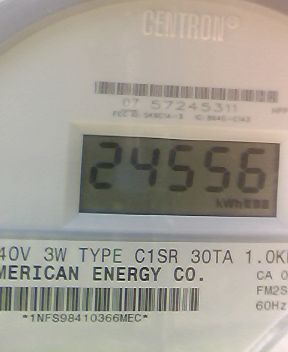 CENTRON®
07 57245311
24556
kWh
40V 3W TYPE C1SR 30TA 1.0K
MERICAN ENERGY CO.
CA 0
FM2S
60Hz
*1NFS98410366MEC*